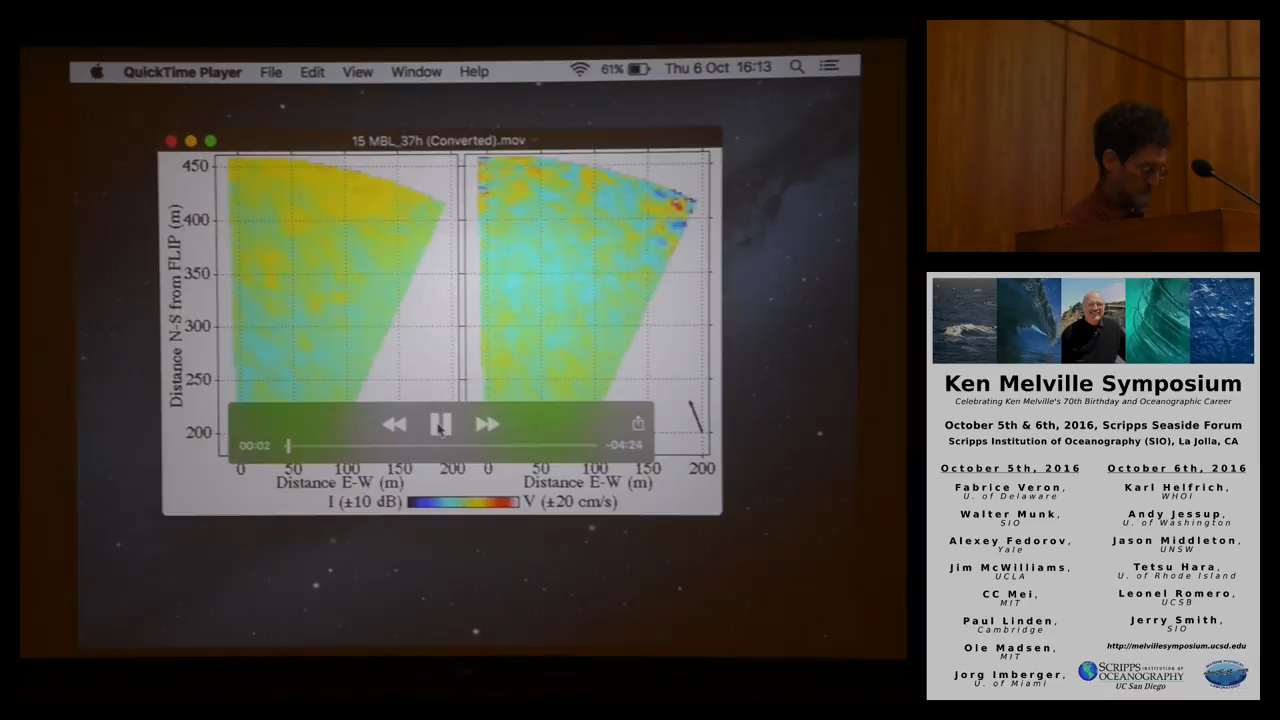 QuickTime Player File Edit View Window Help 61% Thu 6 Oct 16:13
15 MBL_37h (Converted).mov
Distance N-S from FLIP (m)
450
400
350
300
250
200
00:02 -04:24
0 50 100 150 200 0 50 100 150 200
Distance E-W (m) Distance E-W (m)
I (±10 dB) V (±20 cm/s)
Ken Melville Symposium
Celebrating Ken Melville's 70th Birthday and Oceanographic Career
October 5th & 6th, 2016, Scripps Seaside Forum
Scripps Institution of Oceanography (SIO), La Jolla, CA
October 5th, 2016
Fabrice Veron,
U. of Delaware
Walter Munk,
SIO
Alexey Fedorov,
Yale
Jim McWilliams,
UCLA
CC Mei,
MIT
Paul Linden,
Cambridge
Ole Madsen,
MIT
Jorg Imberger,
U. of Miami
October 6th, 2016
Karl Helfrich,
WHOI
Andy Jessup,
U. of Washington
Jason Middleton,
UNSW
Tetsu Hara,
U. of Rhode Island
Leonel Romero,
UCSB
Jerry Smith,
SIO
http://melvillesymposium.ucsd.edu
SCRIPPS INSTITUTION OF
OCEANOGRAPHY
UC San Diego